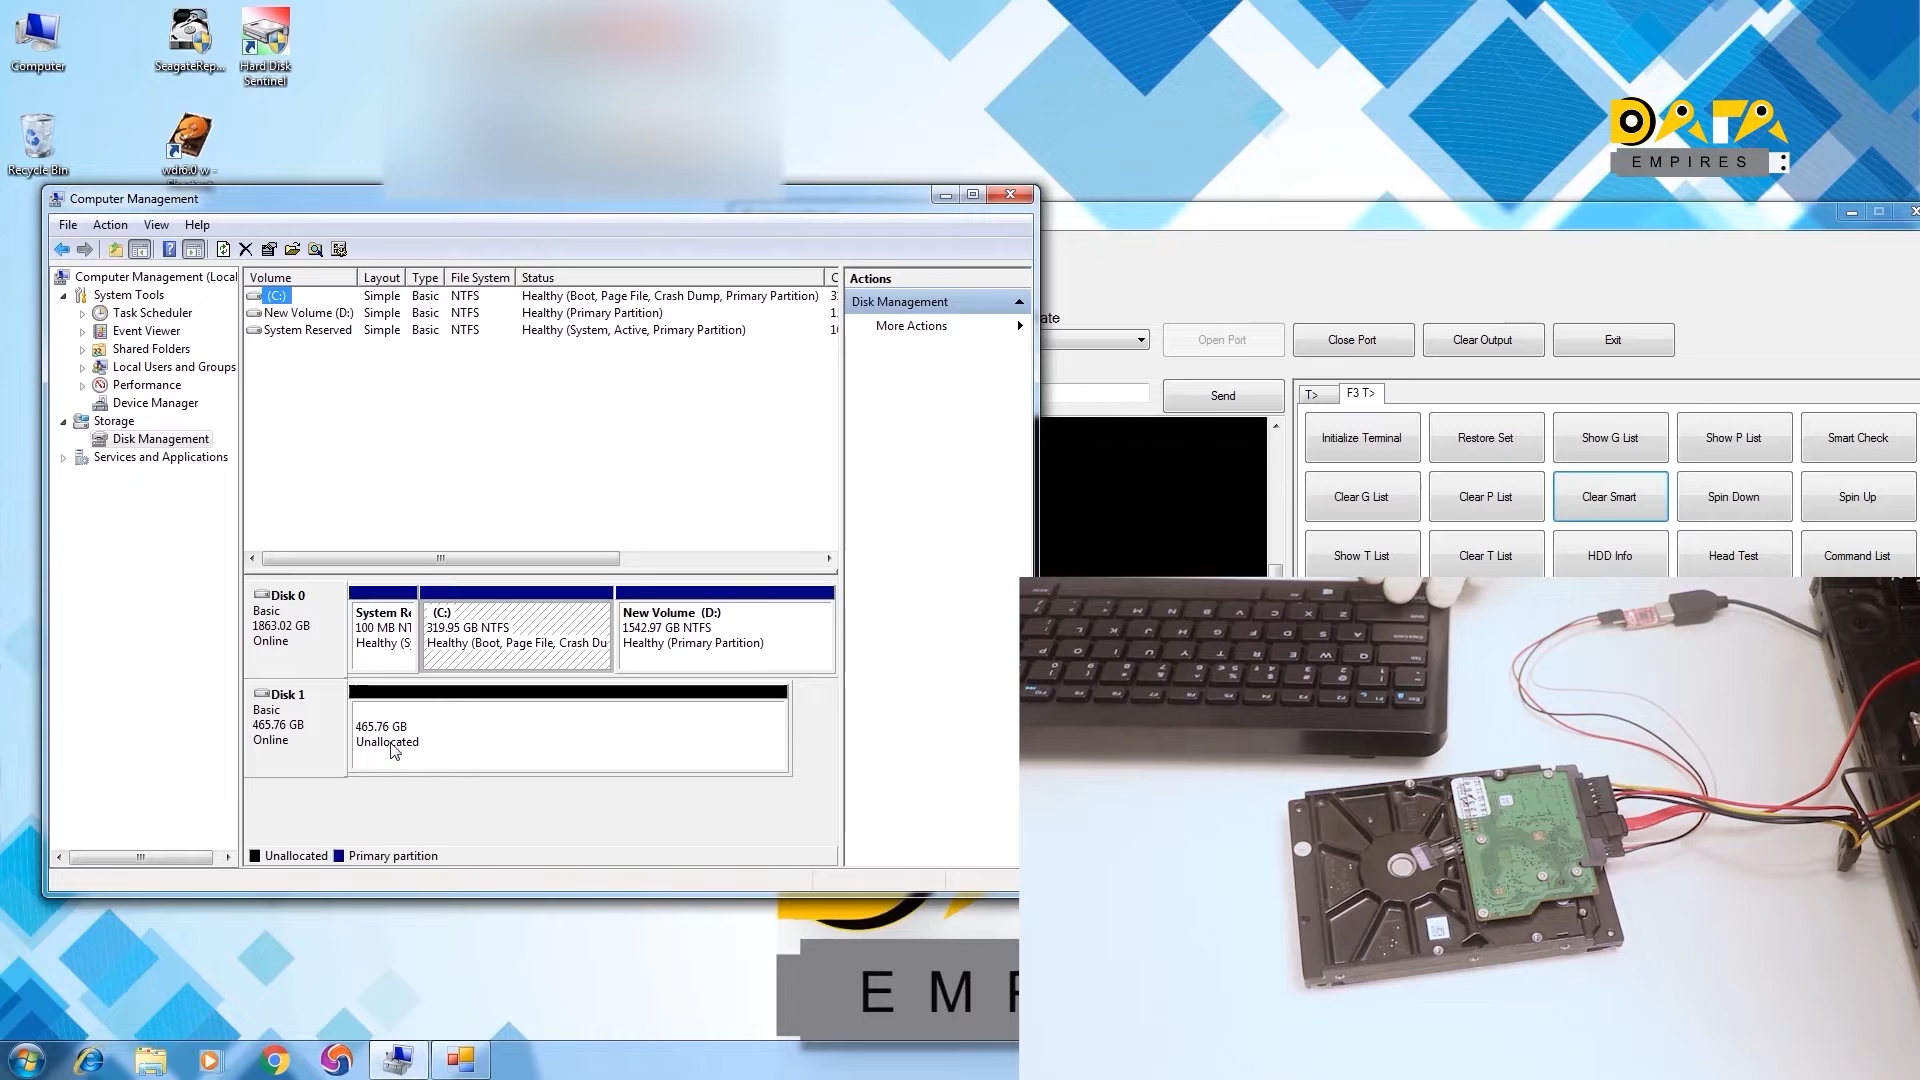 Computer
SeagateRep...
Hard Disk
Sentinel
Recycle Bin
wdr6.0 w -
DATA
EMPIRES
Computer Management
File Action View Help
Computer Management (Local
System Tools
Task Scheduler
Event Viewer
Shared Folders
Local Users and Groups
Performance
Device Manager
Storage
Disk Management
Services and Applications
Volume Layout Type File System Status C
(C:) Simple Basic NTFS Healthy (Boot, Page File, Crash Dump, Primary Partition)
New Volume (D:) Simple Basic NTFS Healthy (Primary Partition)
System Reserved Simple Basic NTFS Healthy (System, Active, Primary Partition)
Actions
Disk Management
More Actions
Disk 0
Basic
1863.02 GB
Online
System Re
100 MB NT
Healthy (S
(C:)
319.95 GB NTFS
Healthy (Boot, Page File, Crash Du
New Volume (D:)
1542.97 GB NTFS
Healthy (Primary Partition)
Disk 1
Basic
465.76 GB
Online
465.76 GB
Unallocated
Unallocated Primary partition
ate
Open Port Close Port Clear Output Exit
Send
T> F3 T>
Initialize Terminal Restore Set Show G List Show P List Smart Check
Clear G List Clear P List Clear Smart Spin Down Spin Up
Show T List Clear T List HDD Info Head Test Command List
E M